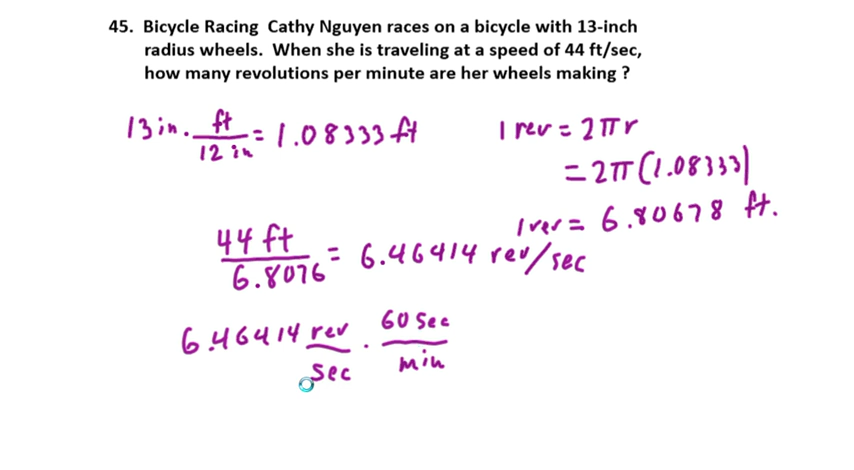 45. Bicycle Racing Cathy Nguyen races on a bicycle with 13-inch
radius wheels. When she is traveling at a speed of 44 ft/sec,
how many revolutions per minute are her wheels making ?
13 in. ft / 12 in = 1.08333 ft
1 rev = 2πr
= 2π(1.08333)
1 rev = 6.80678 ft.
44 ft / 6.8076 = 6.46414 rev/sec
6.46414 rev / sec · 60 sec / min